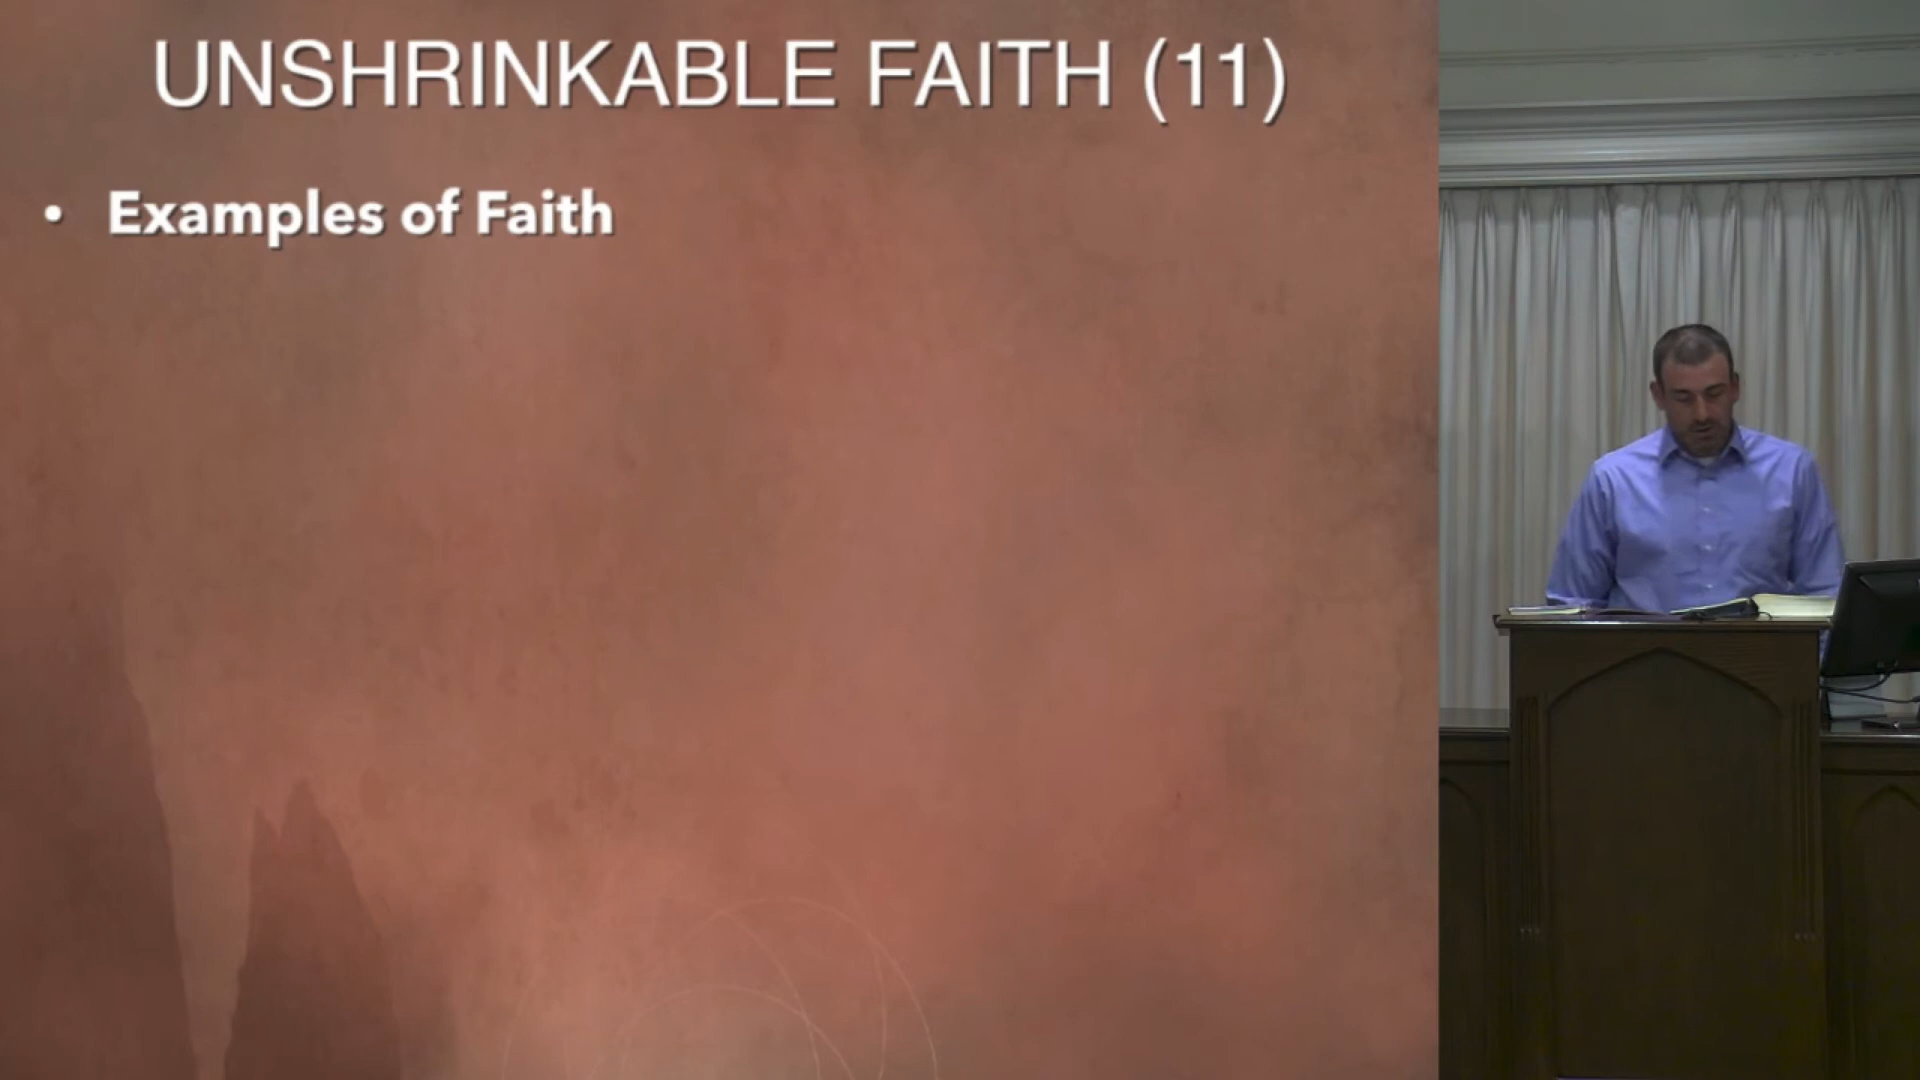 UNSHRINKABLE FAITH (11)
• Examples of Faith